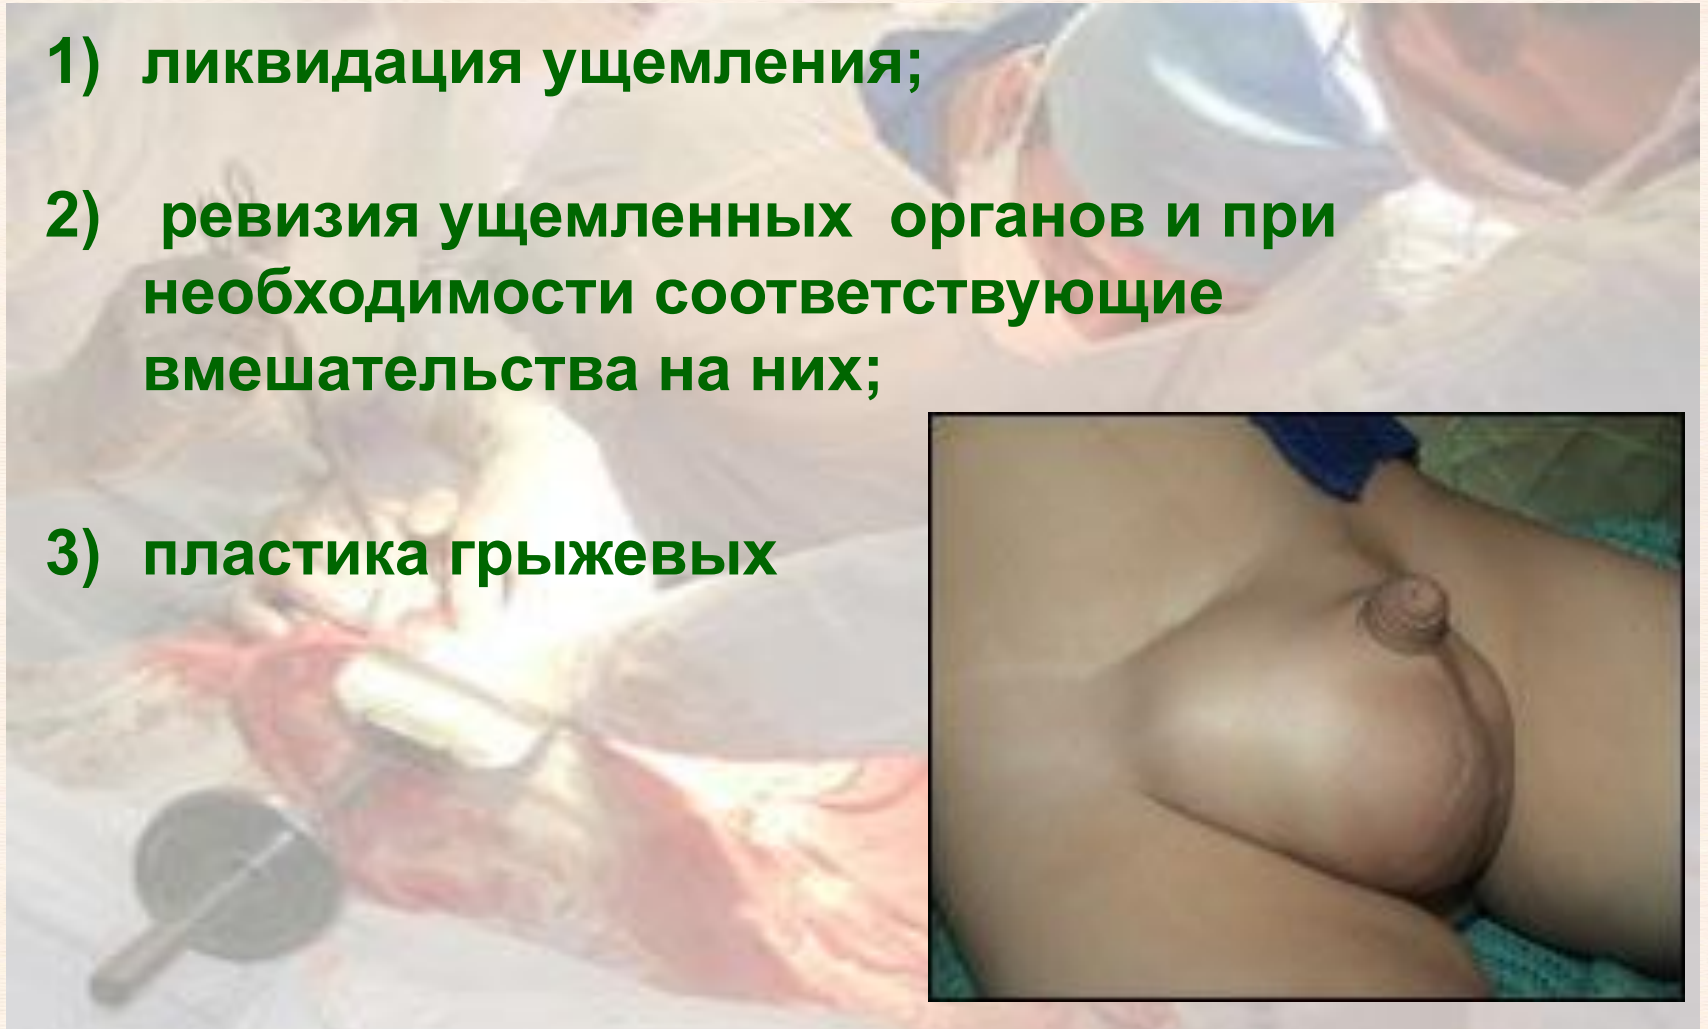 1) ликвидация ущемления;
2) ревизия ущемленных органов и при
необходимости соответствующие
вмешательства на них;
3) пластика грыжевых